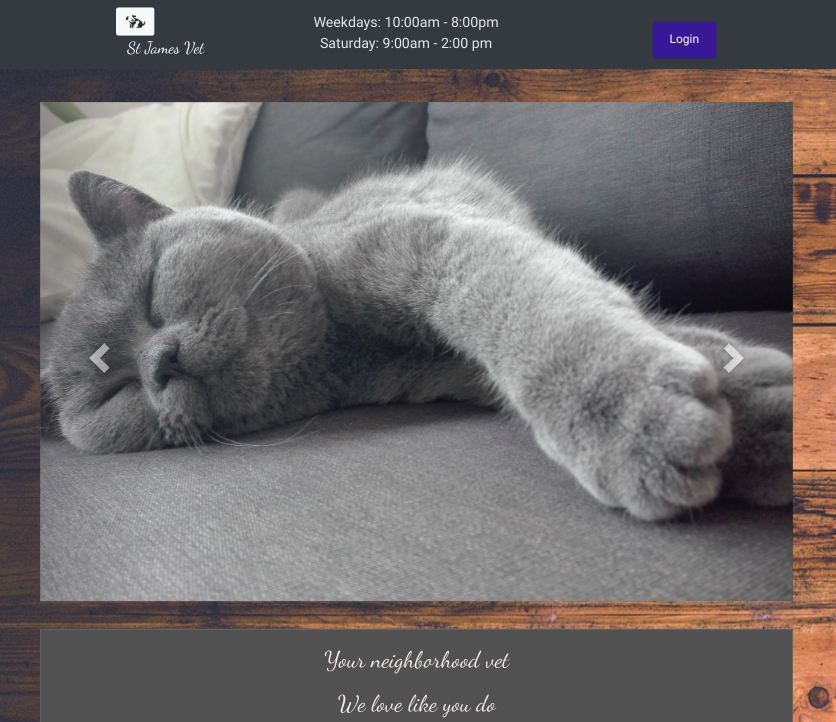 St James Vet
Weekdays: 10:00am - 8:00pm
Saturday: 9:00am - 2:00 pm
Login
Your neighborhood vet
We love like you do